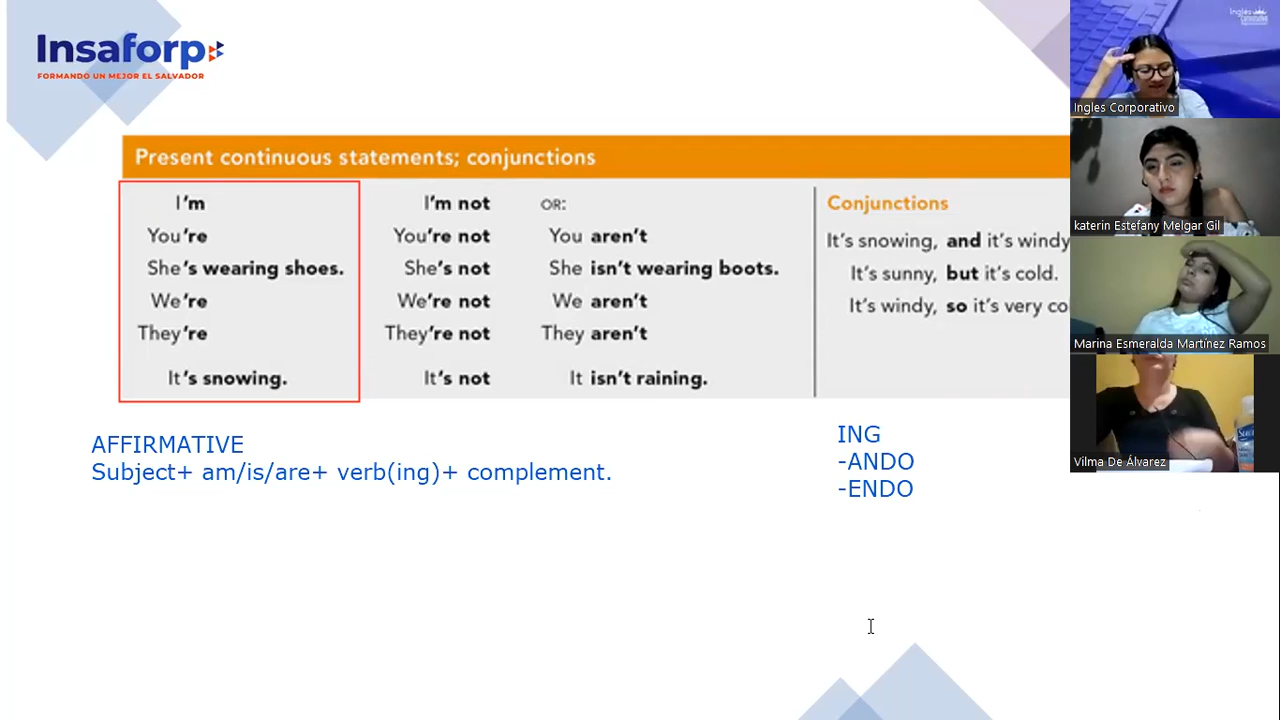 Insaforp
FORMANDO UN MEJOR EL SALVADOR
Present continuous statements; conjunctions
I'm
You're
She's wearing shoes.
We're
They're
It's snowing.
I'm not
You're not
She's not
We're not
They're not
It's not
OR:
You aren't
She isn't wearing boots.
We aren't
They aren't
It isn't raining.
Conjunctions
It's snowing, and it's windy
It's sunny, but it's cold.
It's windy, so it's very co
AFFIRMATIVE
Subject+ am/is/are+ verb(ing)+ complement.
ING
-ANDO
-ENDO
Ingles Corporativo
katerin Estefany Melgar Gil
Marina Esmeralda Martínez Ramos
Vilma De Álvarez